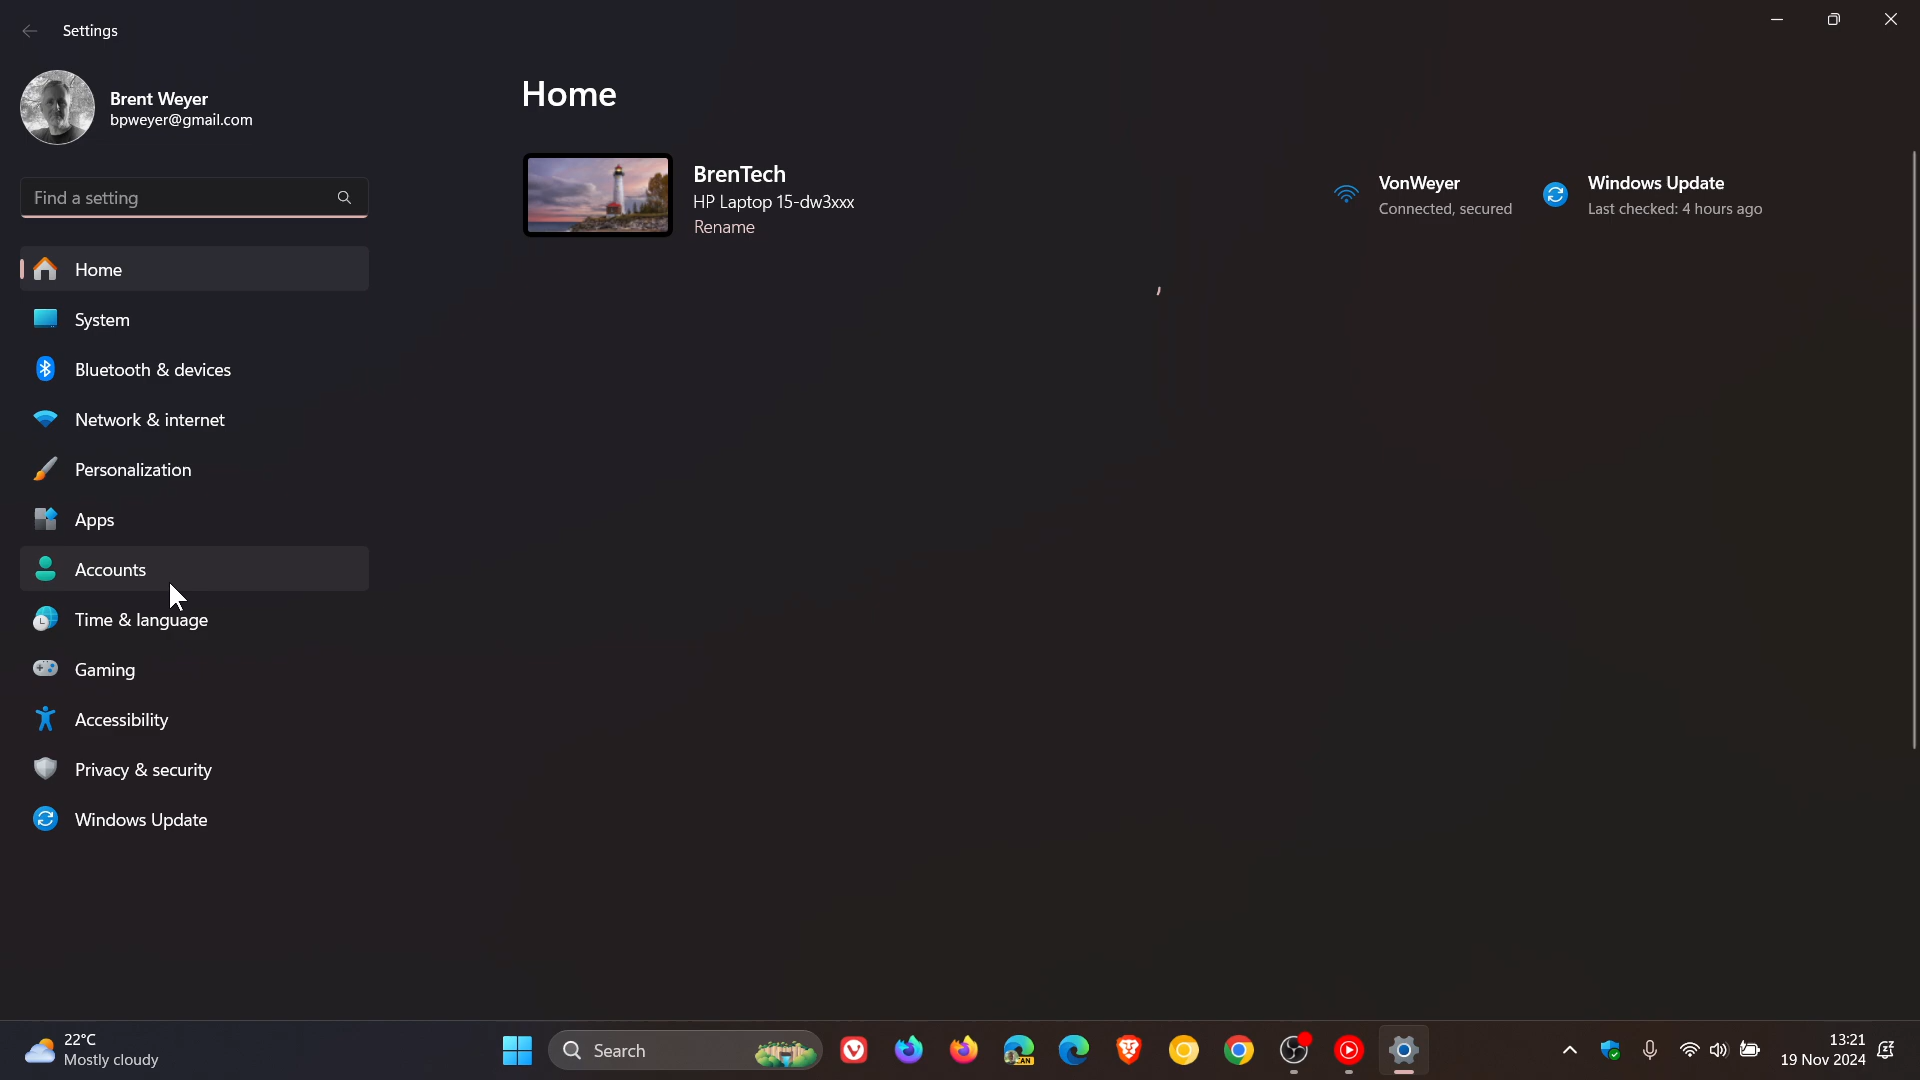 Settings
Brent Weyer
bpweyer@gmail.com
Find a setting
Home
System
Bluetooth & devices
Network & internet
Personalization
Apps
Accounts
Time & language
Gaming
Accessibility
Privacy & security
Windows Update
Home
BrenTech
HP Laptop 15-dw3xxx
Rename
VonWeyer
Connected, secured
Windows Update
Last checked: 4 hours ago
22°C
Mostly cloudy
Search
13:21
19 Nov 2024